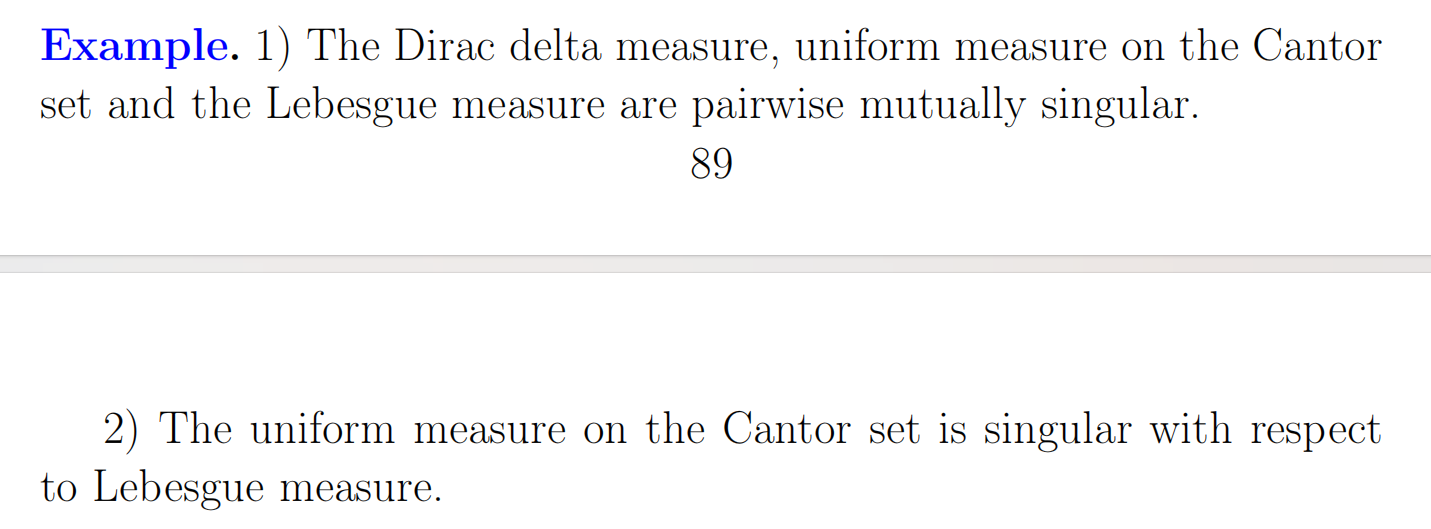 Example. 1) The Dirac delta measure, uniform measure on the Cantor
set and the Lebesgue measure are pairwise mutually singular.
89
2) The uniform measure on the Cantor set is singular with respect
to Lebesgue measure.